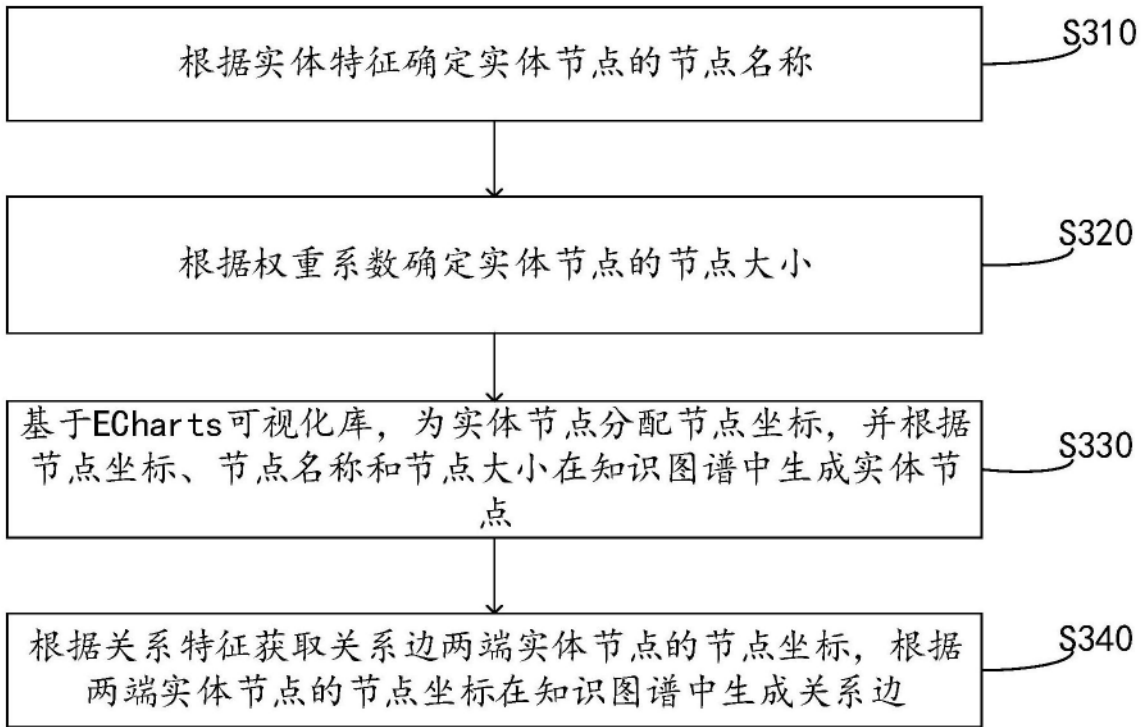 根据实体特征确定实体节点的节点名称
S310
根据权重系数确定实体节点的节点大小
S320
基于ECharts可视化库，为实体节点分配节点坐标，并根据
节点坐标、节点名称和节点大小在知识图谱中生成实体节
点
S330
根据关系特征获取关系边两端实体节点的节点坐标，根据
两端实体节点的节点坐标在知识图谱中生成关系边
S340